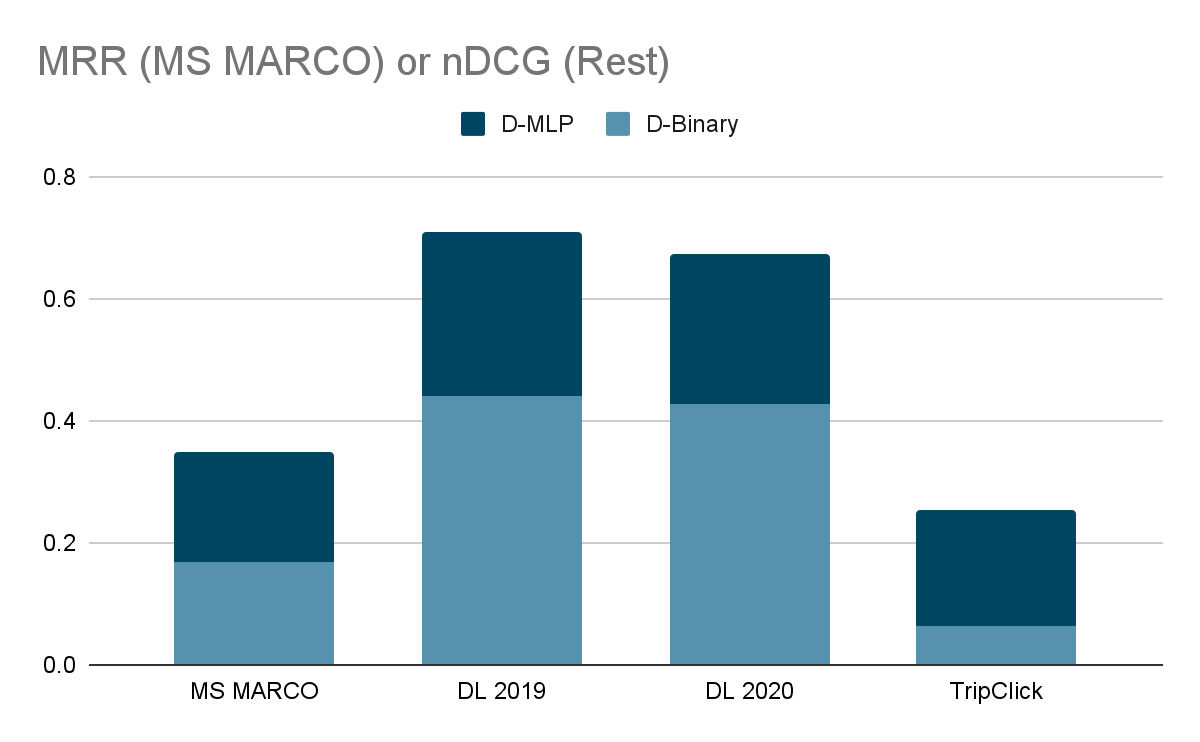 MRR (MS MARCO) or nDCG (Rest)
D-MLP D-Binary
0.8
0.6
0.4
0.2
0.0
MS MARCO DL 2019 DL 2020 TripClick